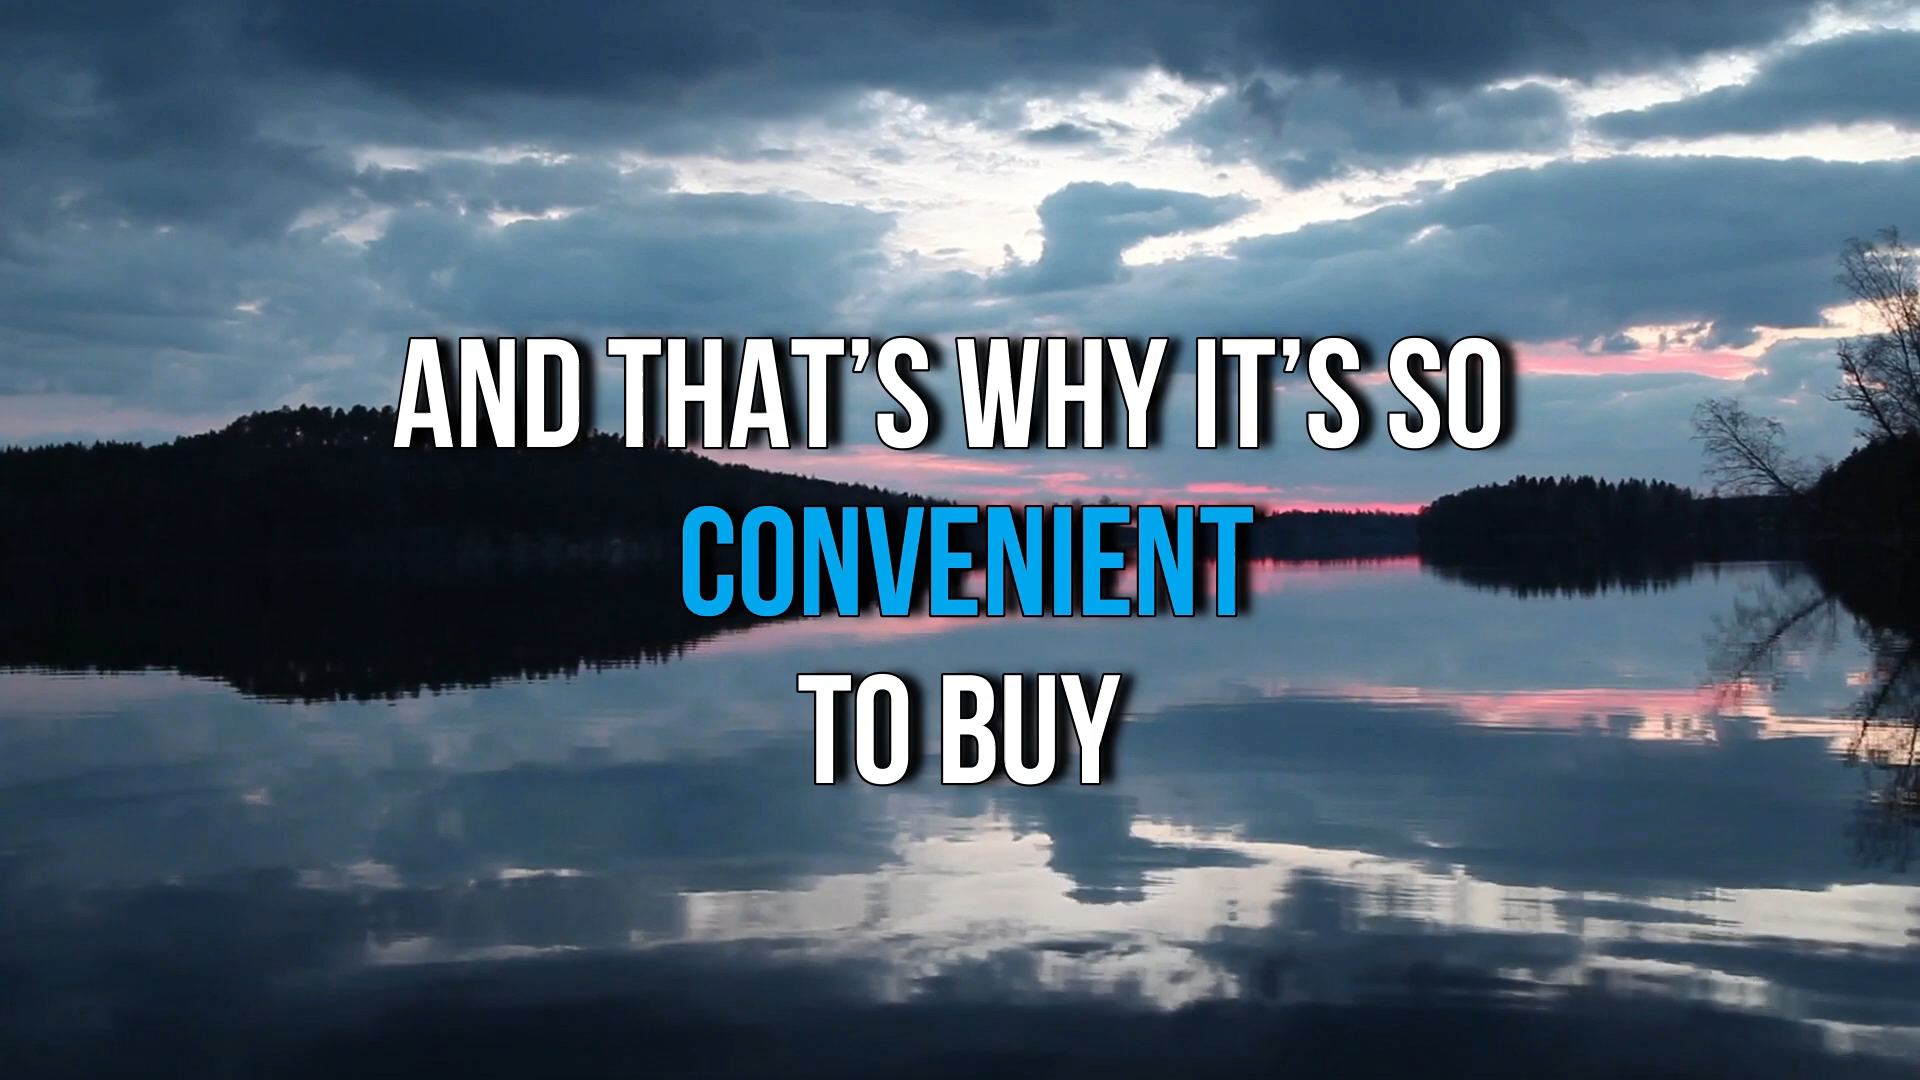 AND THAT’S WHY IT’S SO
CONVENIENT
TO BUY